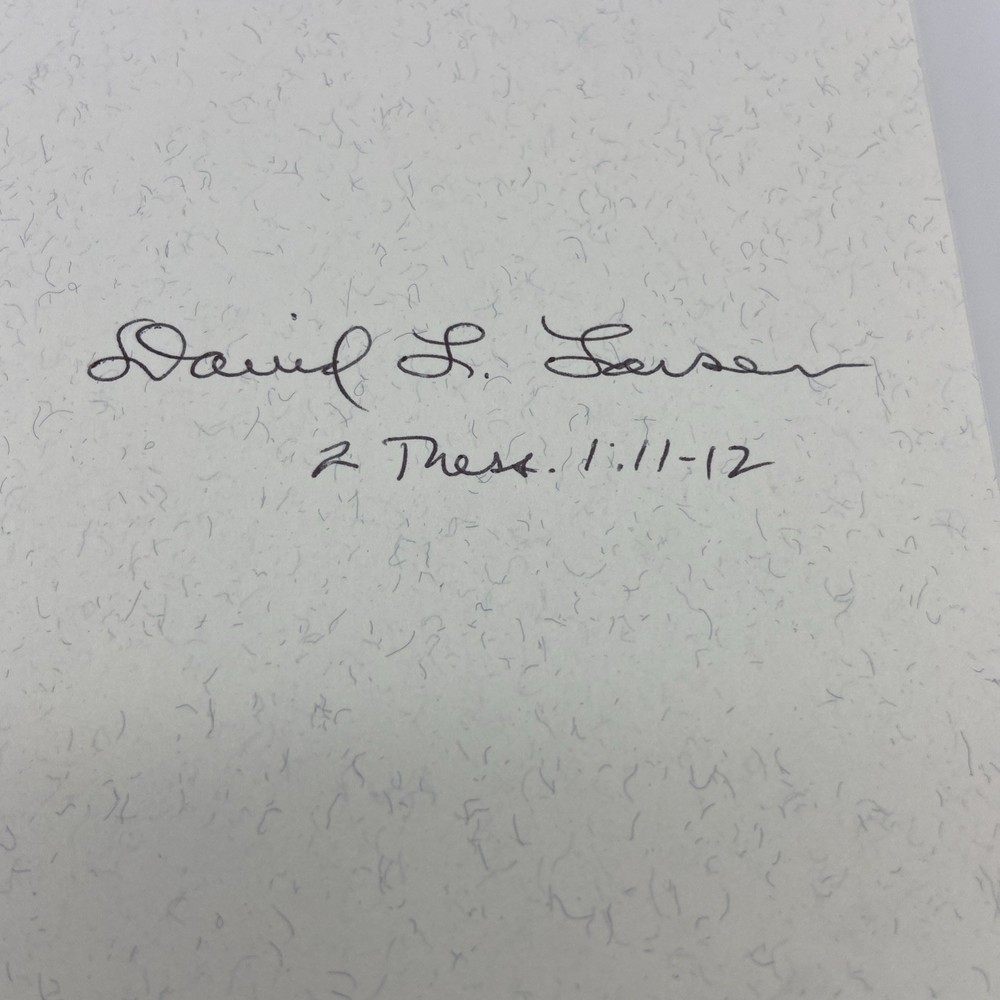 David L. Larsen
2 Thess. 1:11-12